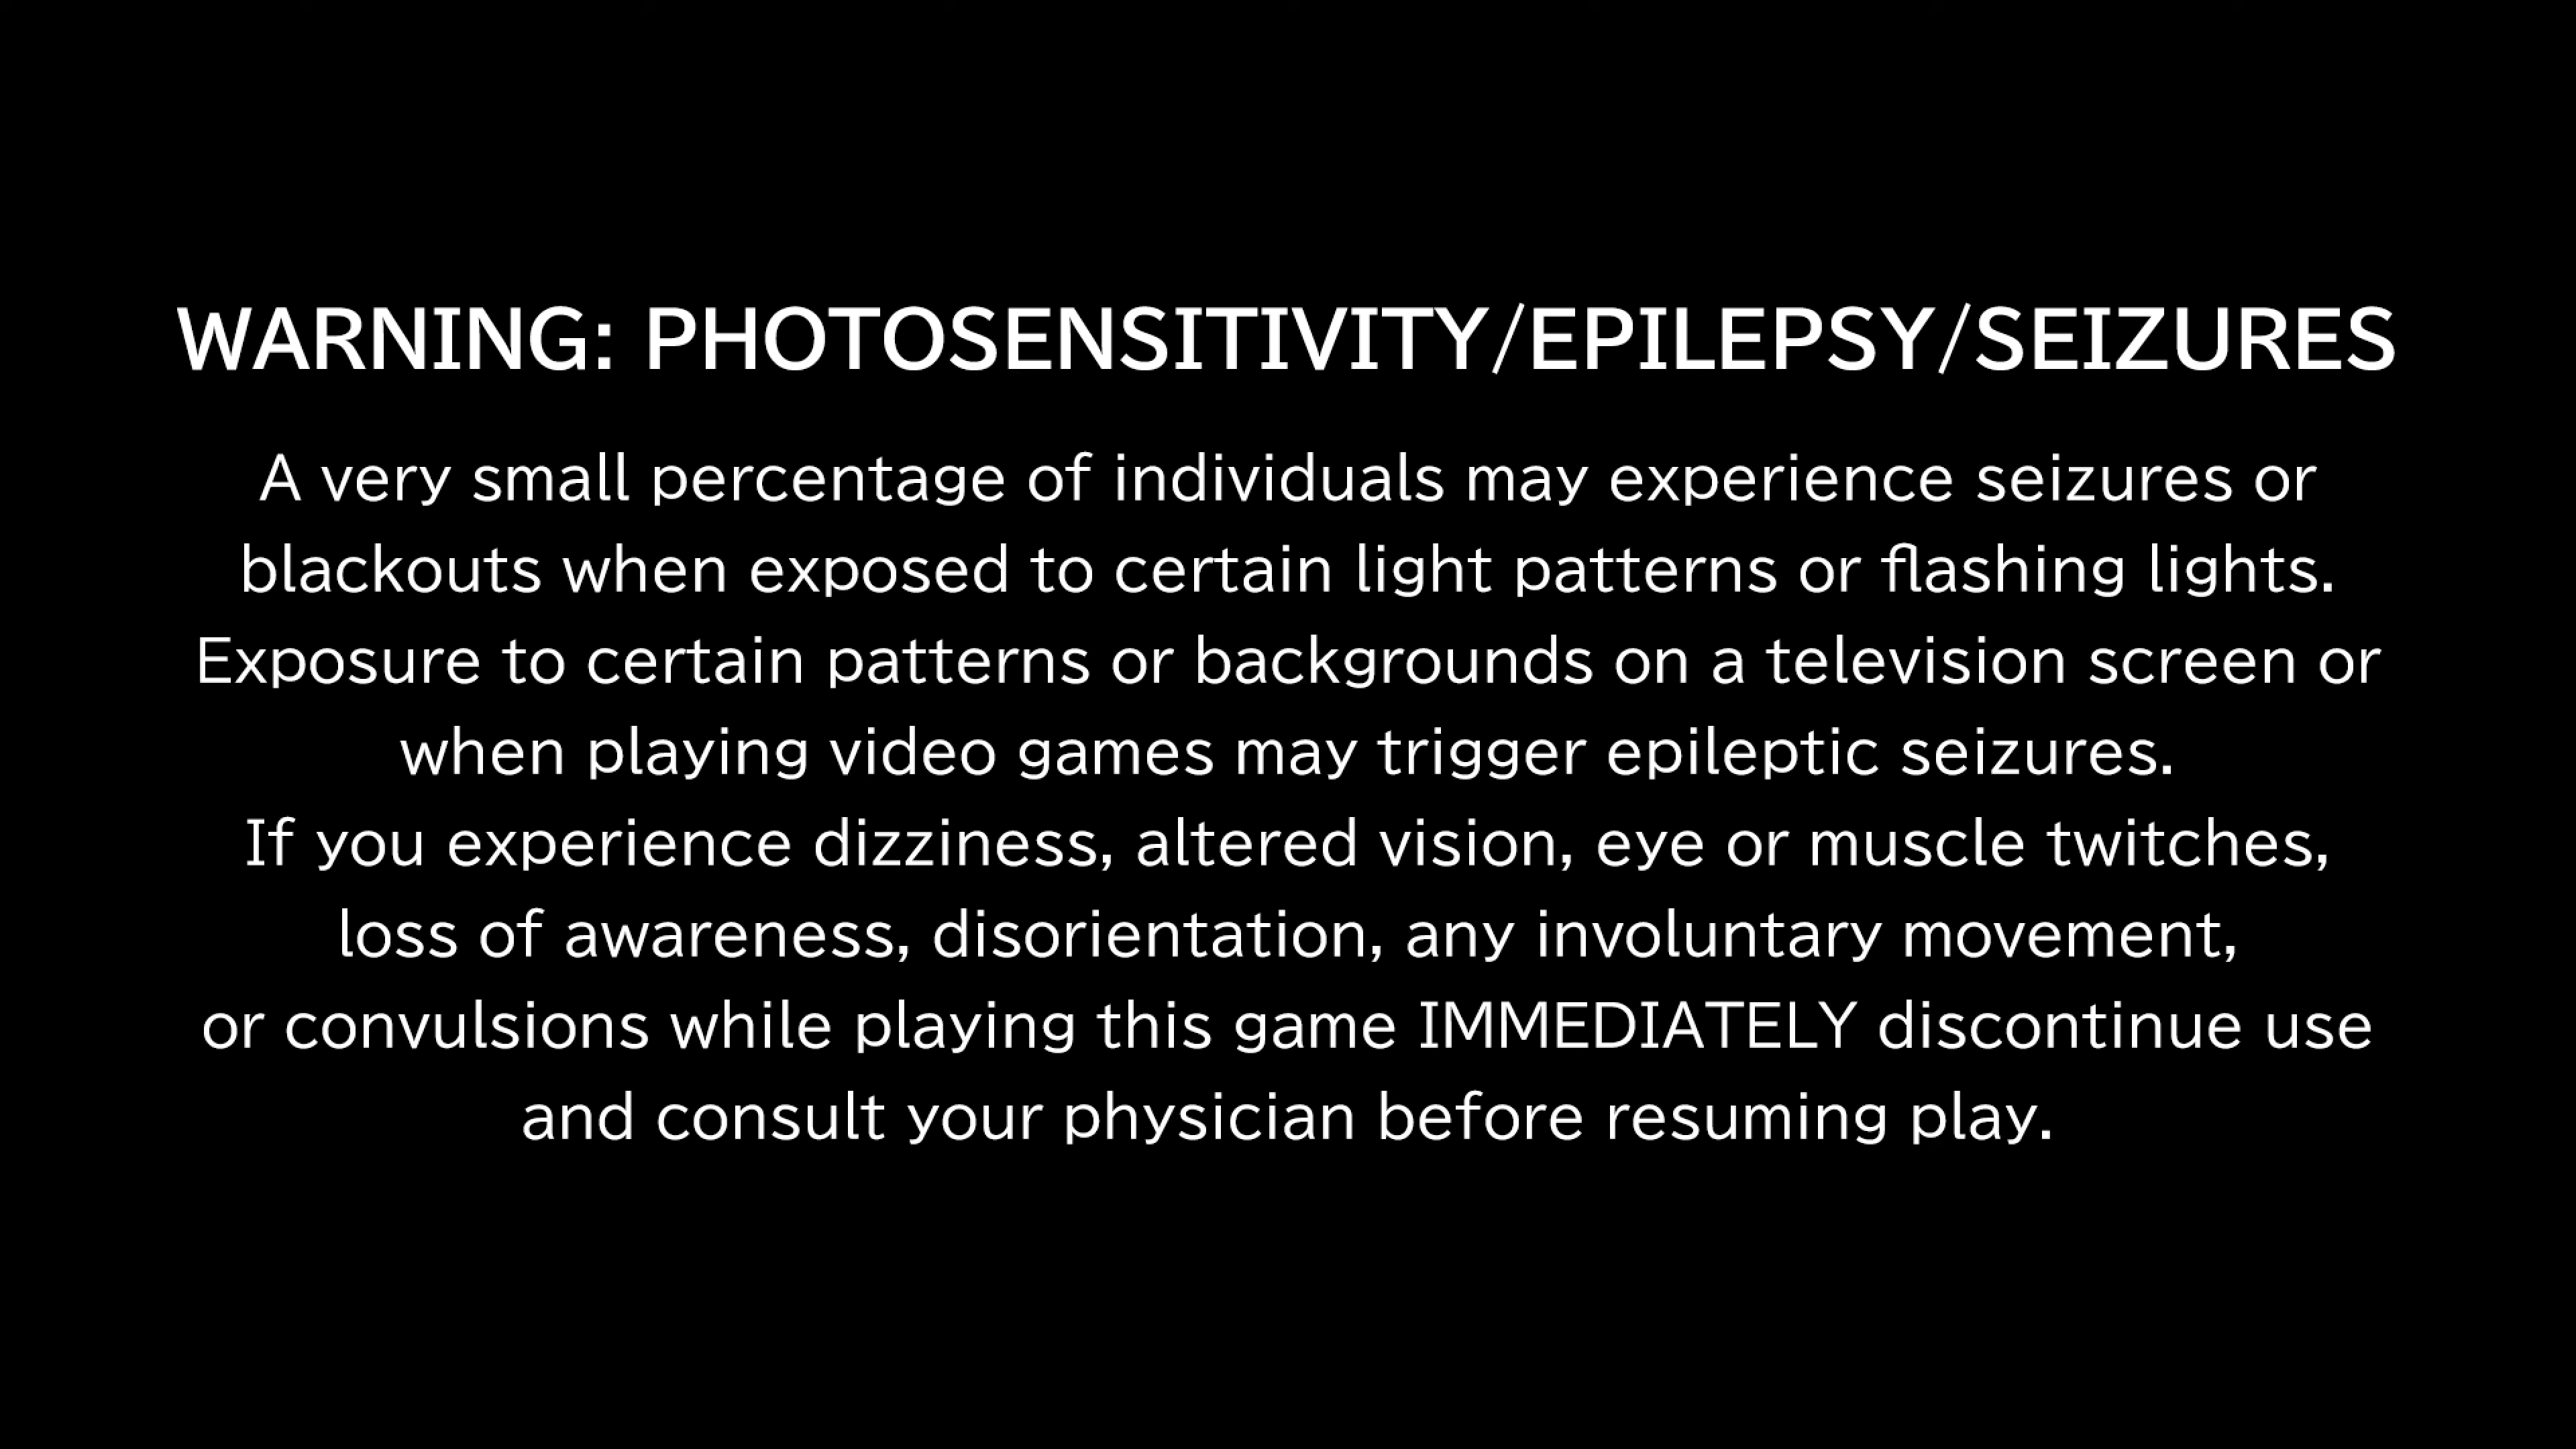 WARNING: PHOTOSENSITIVITY/EPILEPSY/SEIZURES
A very small percentage of individuals may experience seizures or
blackouts when exposed to certain light patterns or flashing lights.
Exposure to certain patterns or backgrounds on a television screen or
when playing video games may trigger epileptic seizures.
If you experience dizziness, altered vision, eye or muscle twitches,
loss of awareness, disorientation, any involuntary movement,
or convulsions while playing this game IMMEDIATELY discontinue use
and consult your physician before resuming play.